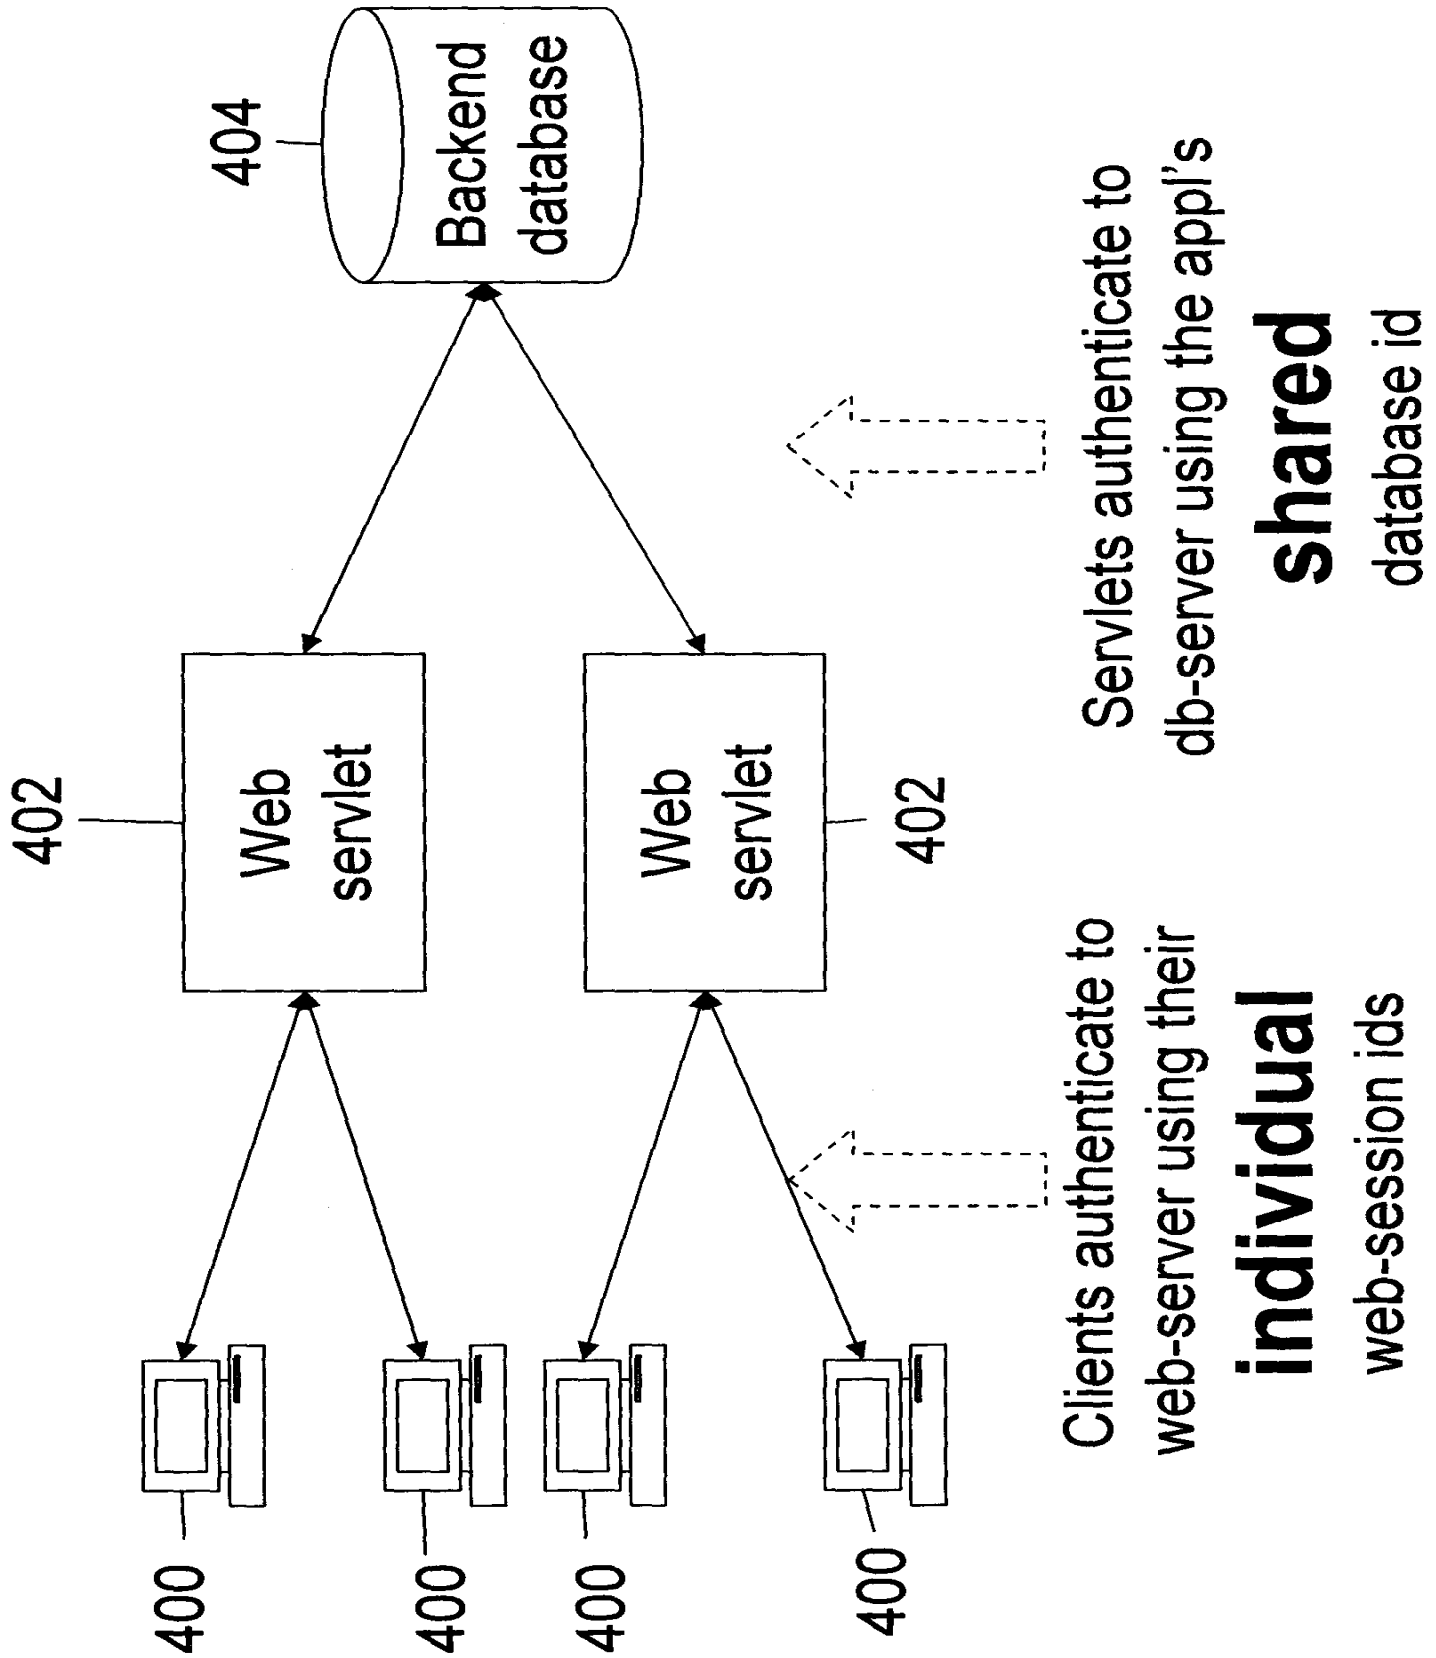 402
404
Web
servlet
Backend
database
400
400
400
400
Web
servlet
402
Clients authenticate to
web-server using their
individual
web-session ids
Servlets authenticate to
db-server using the appl's
shared
database id